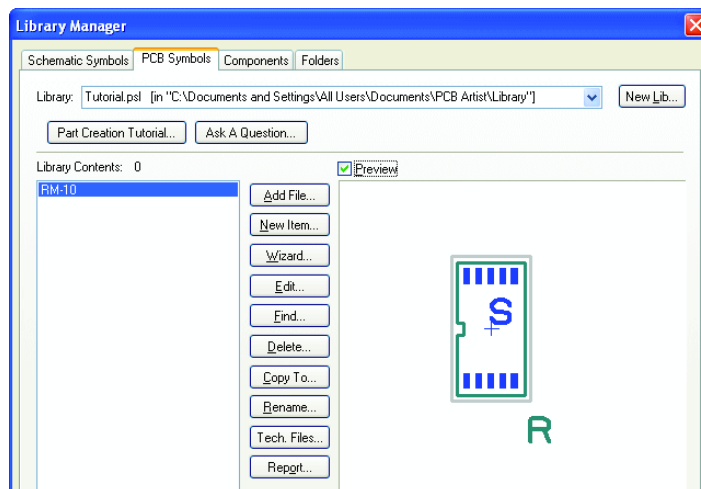 Library Manager
Schematic Symbols PCB Symbols Components Folders
Library: Tutorial.psl [in "C:\Documents and Settings\All Users\Documents\PCB Artist\Library"] New Lib...
Part Creation Tutorial... Ask A Question...
Library Contents: 0 Preview
RM-10
Add File...
New Item...
Wizard...
Edit...
Find...
Delete...
Copy To...
Rename...
Tech. Files...
Report...
S
R